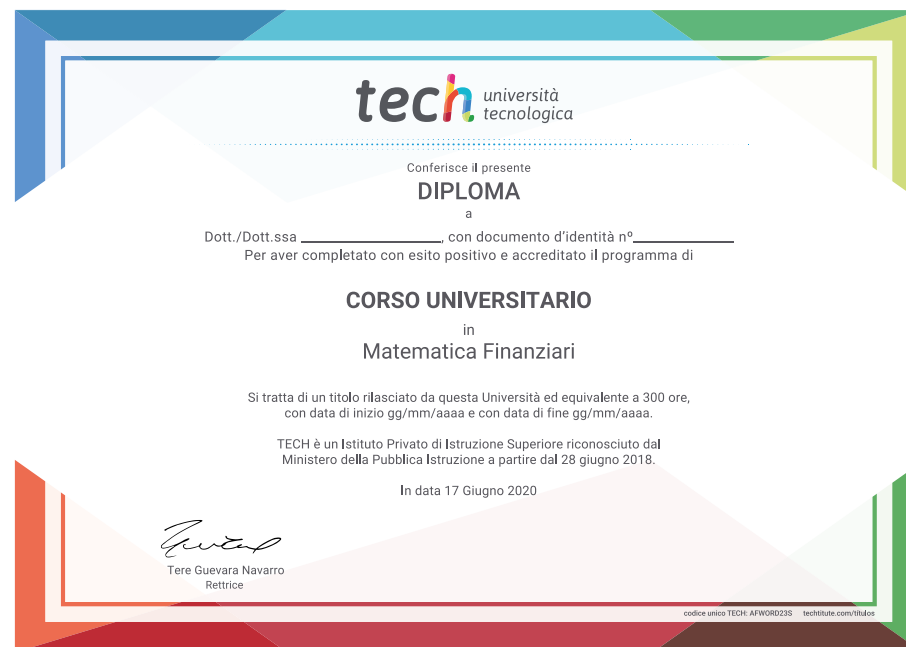 tech università
tecnologica
Conferisce il presente
DIPLOMA
a
Dott./Dott.ssa ____________________, con documento d'identità nº______________
Per aver completato con esito positivo e accreditato il programma di
CORSO UNIVERSITARIO
in
Matematica Finanziari
Si tratta di un titolo rilasciato da questa Università ed equivalente a 300 ore,
con data di inizio gg/mm/aaaa e con data di fine gg/mm/aaaa.
TECH è un Istituto Privato di Istruzione Superiore riconosciuto dal
Ministero della Pubblica Istruzione a partire dal 28 giugno 2018.
In data 17 Giugno 2020
Tere Guevara Navarro
Rettrice
codice unico TECH: AFWORD23S techtitute.com/títulos